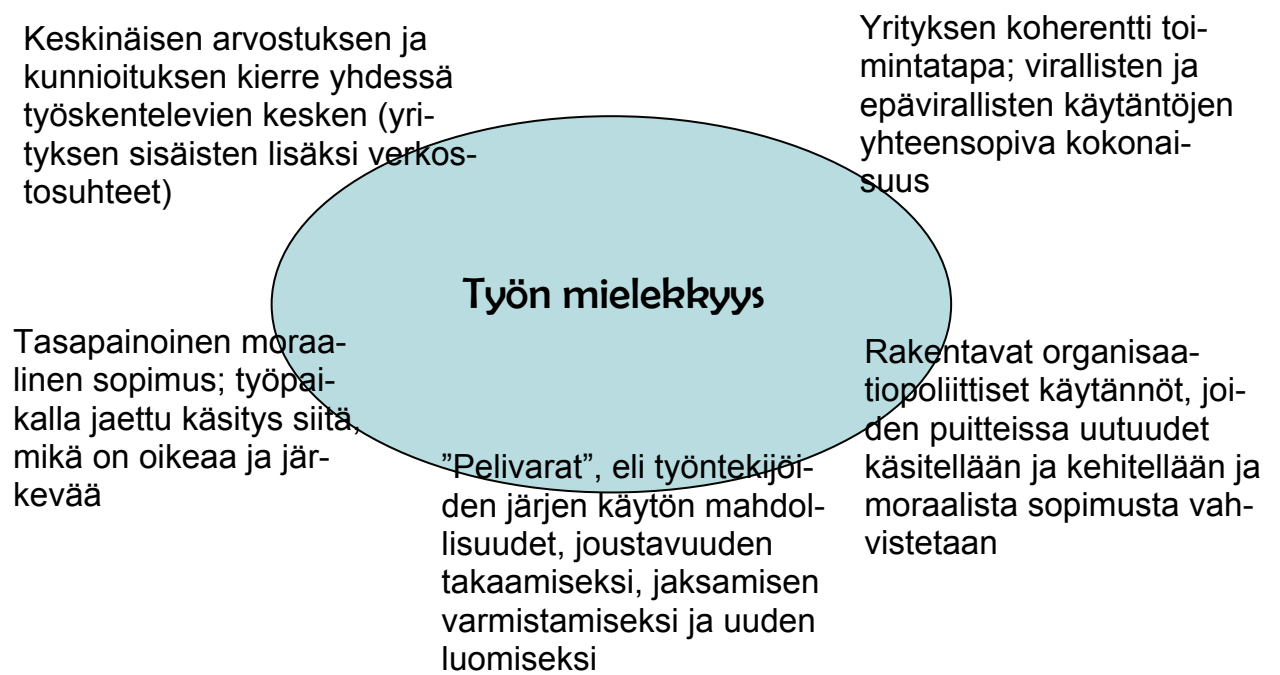 Keskinäisen arvostuksen ja
kunnioituksen kierre yhdessä
työskentelevien kesken (yri-
tyksen sisäisten lisäksi verkos-
tosuhteet)
Yrityksen koherentti toi-
mintatapa; virallisten ja
epävirallisten käytäntöjen
yhteensopiva kokonai-
suus
Työn mielekkyys
Tasapainoinen moraa-
linen sopimus; työpai-
kalla jaettu käsitys siitä,
mikä on oikeaa ja jär-
kevää
"Pelivarat”, eli työntekijöi-
den järjen käytön mahdol-
lisuudet, joustavuuden
takaamiseksi, jaksamisen
varmistamiseksi ja uuden
luomiseksi
Rakentavat organisaa-
tiopoliittiset käytännöt, joi-
den puitteissa uutuudet
käsitellään ja kehitellään ja
moraalista sopimusta vah-
vistetaan